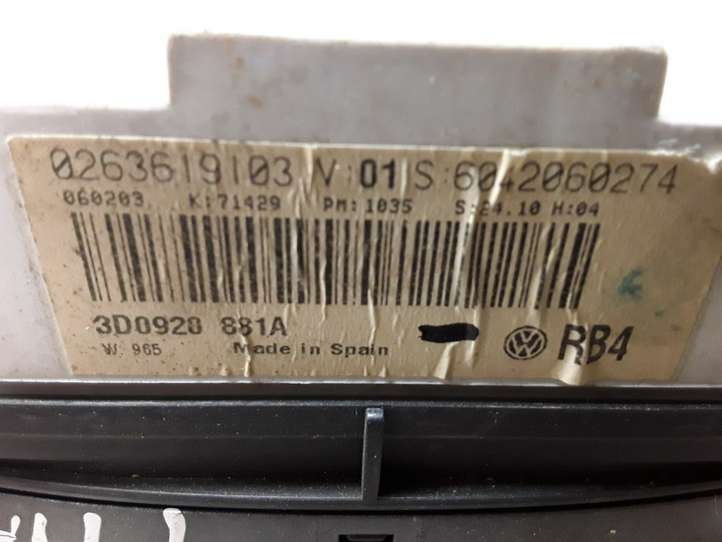 0263619103 V:01 S:6042060274
060203 K:71429 PM:1035 S:24.10 H:04
3D0920 881A
W 965 Made in Spain RB4